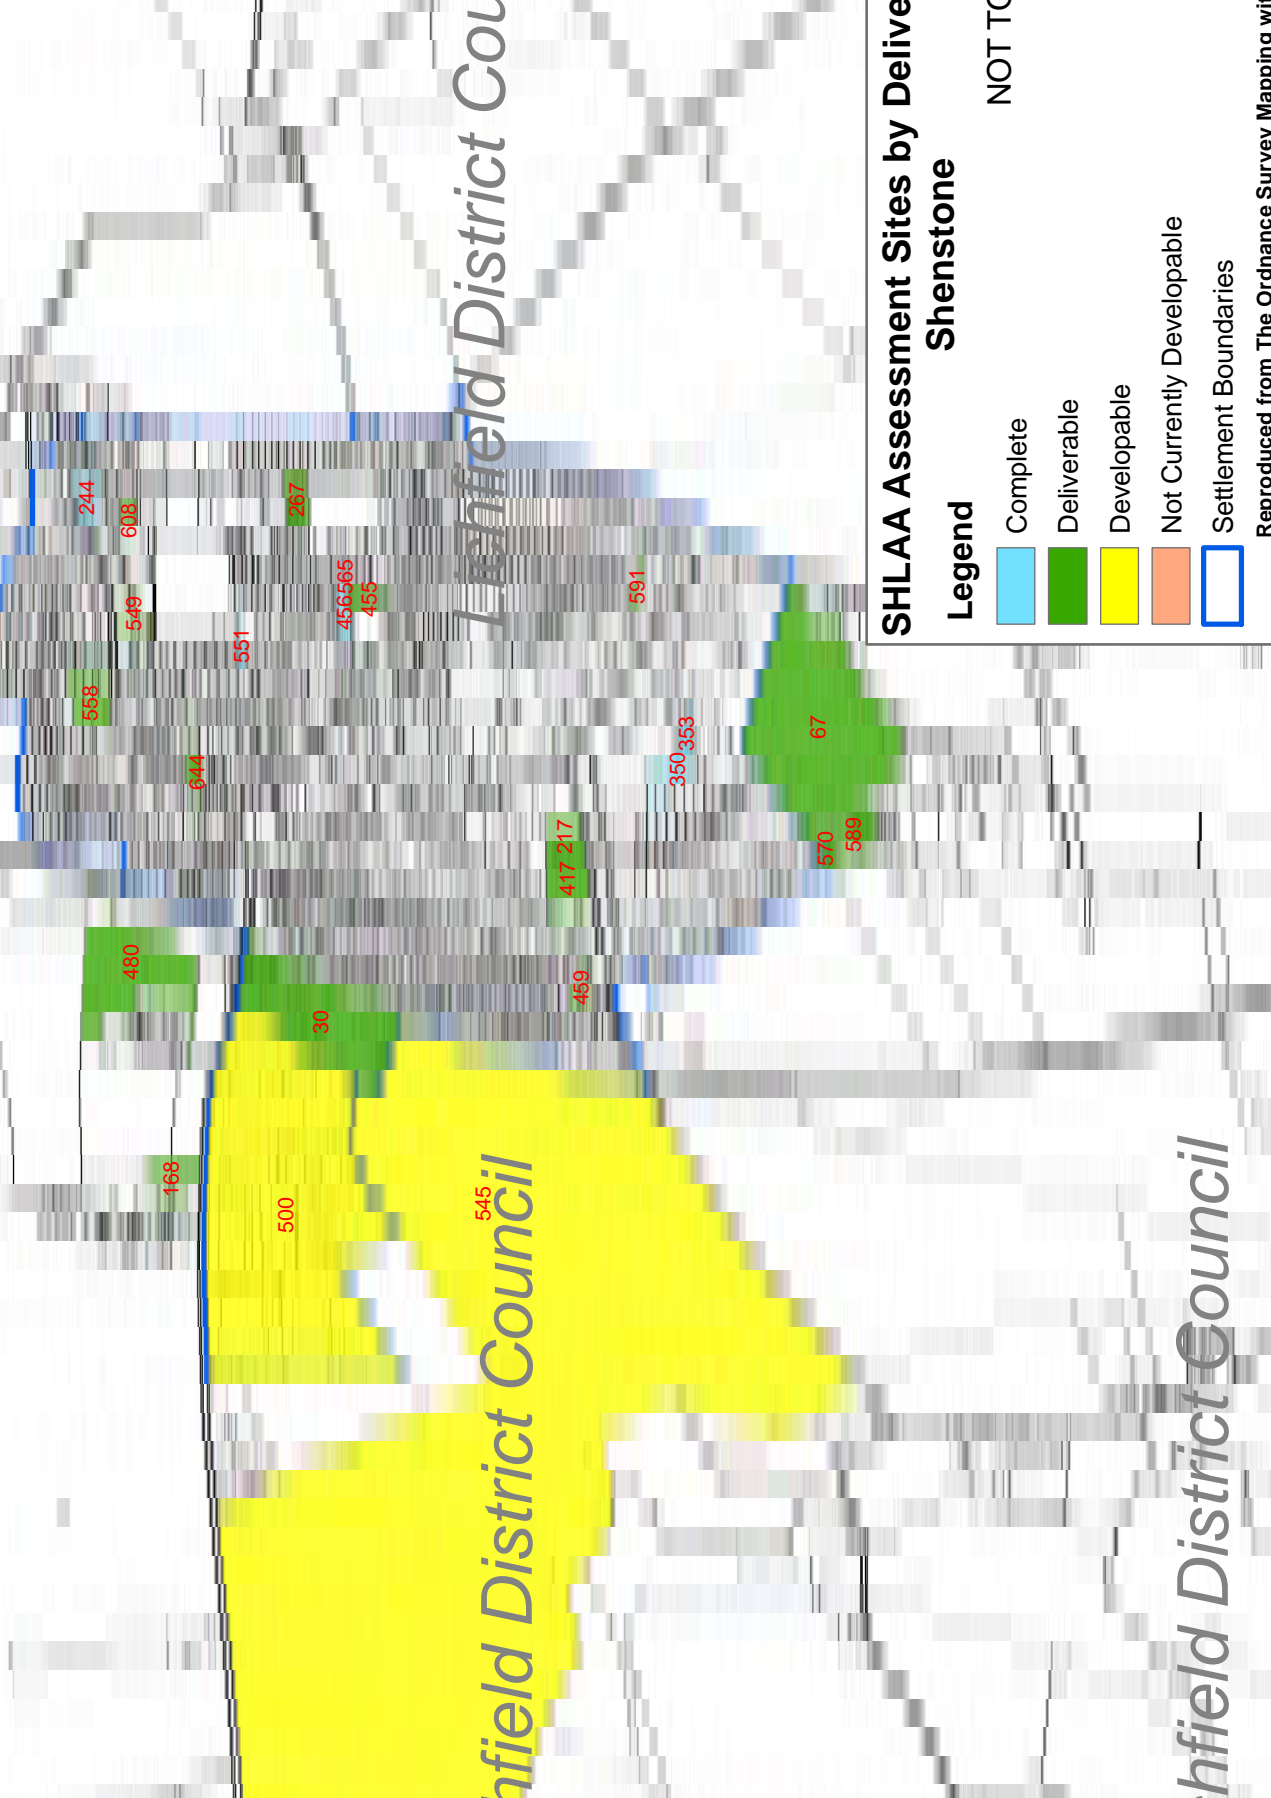 SHLAA Assessment Sites by Delive
Shenstone
NOT TO
Legend
Complete
Deliverable
Developable
Not Currently Developable
Settlement Boundaries
Reproduced from The Ordnance Survey Mapping wit
Lichfield District Cou
hfield District Council
hfield District Council
244
608
267
549
551
456565
455
591
558
644
350
353
67
217
417
570
589
480
30
459
168
500
545